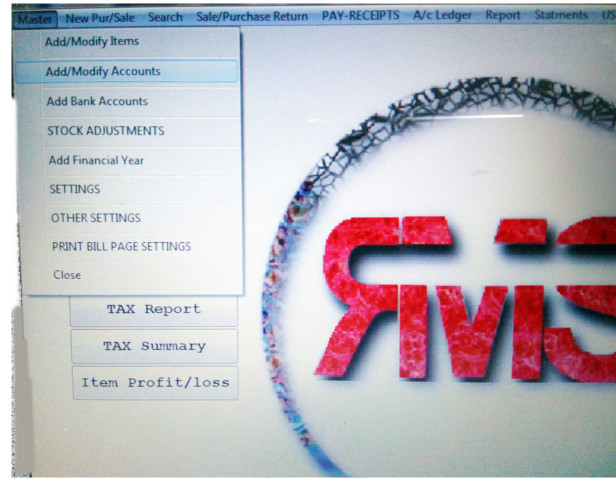 Master New Pur/Sale Search Sale/Purchase Return PAY-RECEIPTS A/c Ledger Report Statments
Add/Modify Items
Add/Modify Accounts
Add Bank Accounts
STOCK ADJUSTMENTS
Add Financial Year
SETTINGS
OTHER SETTINGS
PRINT BILL PAGE SETTINGS
Close
TAX Report
TAX Summary
Item Profit/loss